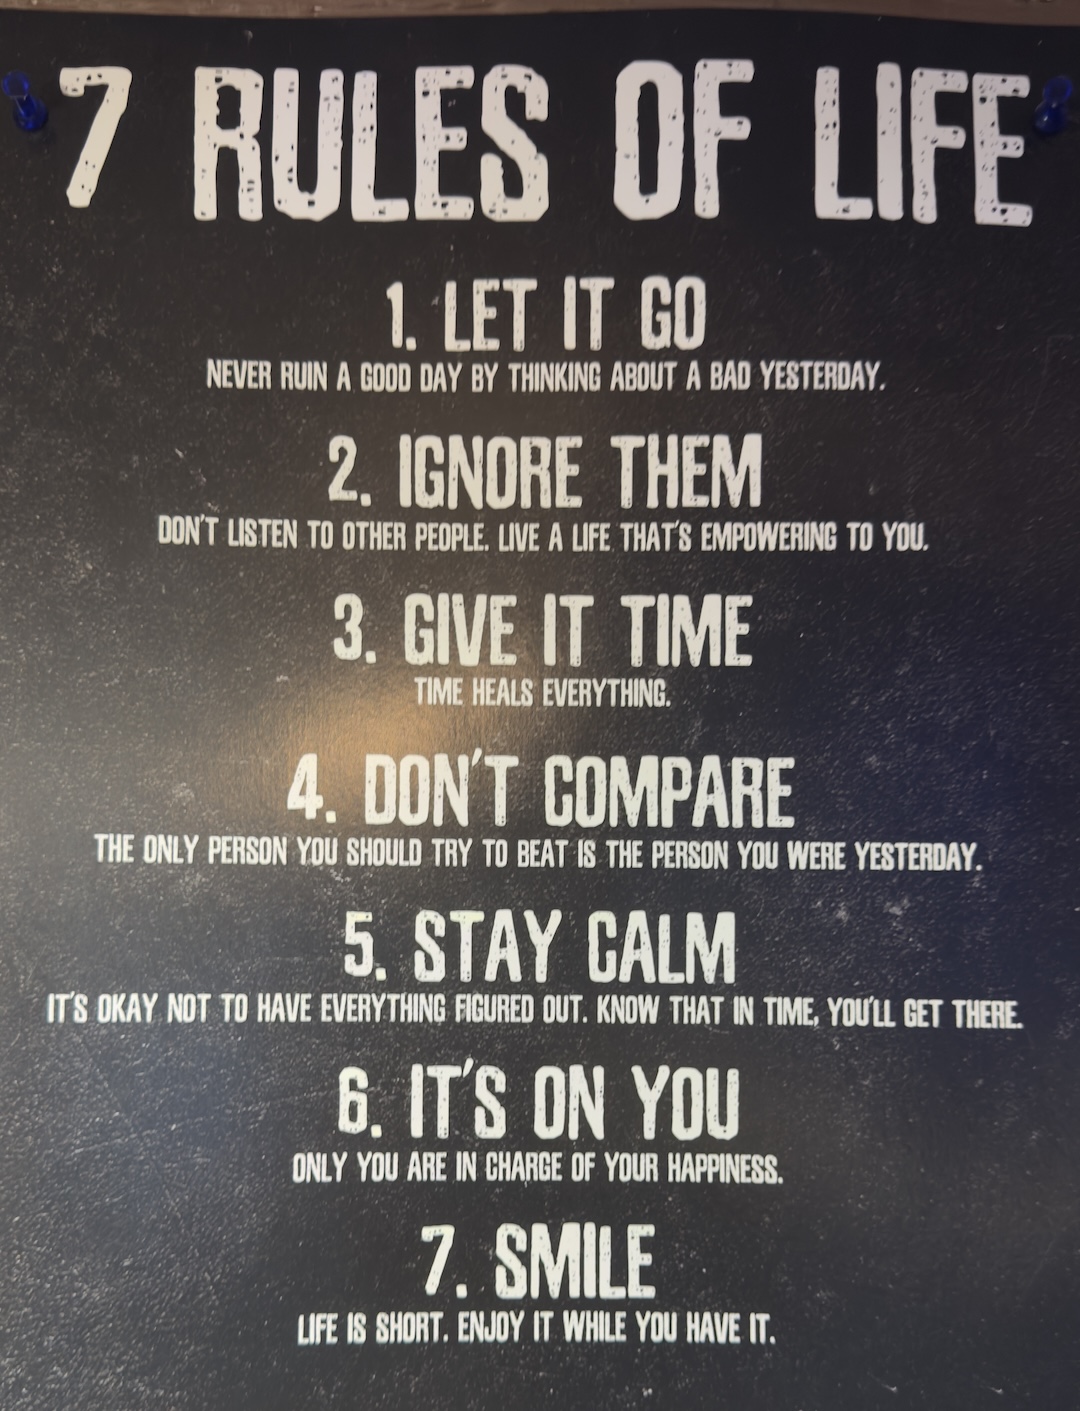 7 RULES OF LIFE
1. LET IT GO
NEVER RUIN A GOOD DAY BY THINKING ABOUT A BAD YESTERDAY.
2. IGNORE THEM
DON'T LISTEN TO OTHER PEOPLE. LIVE A LIFE THAT'S EMPOWERING TO YOU.
3. GIVE IT TIME
TIME HEALS EVERYTHING.
4. DON'T COMPARE
THE ONLY PERSON YOU SHOULD TRY TO BEAT IS THE PERSON YOU WERE YESTERDAY.
5. STAY CALM
IT'S OKAY NOT TO HAVE EVERYTHING FIGURED OUT. KNOW THAT IN TIME, YOU'LL GET THERE.
6. IT'S ON YOU
ONLY YOU ARE IN CHARGE OF YOUR HAPPINESS.
7. SMILE
LIFE IS SHORT. ENJOY IT WHILE YOU HAVE IT.